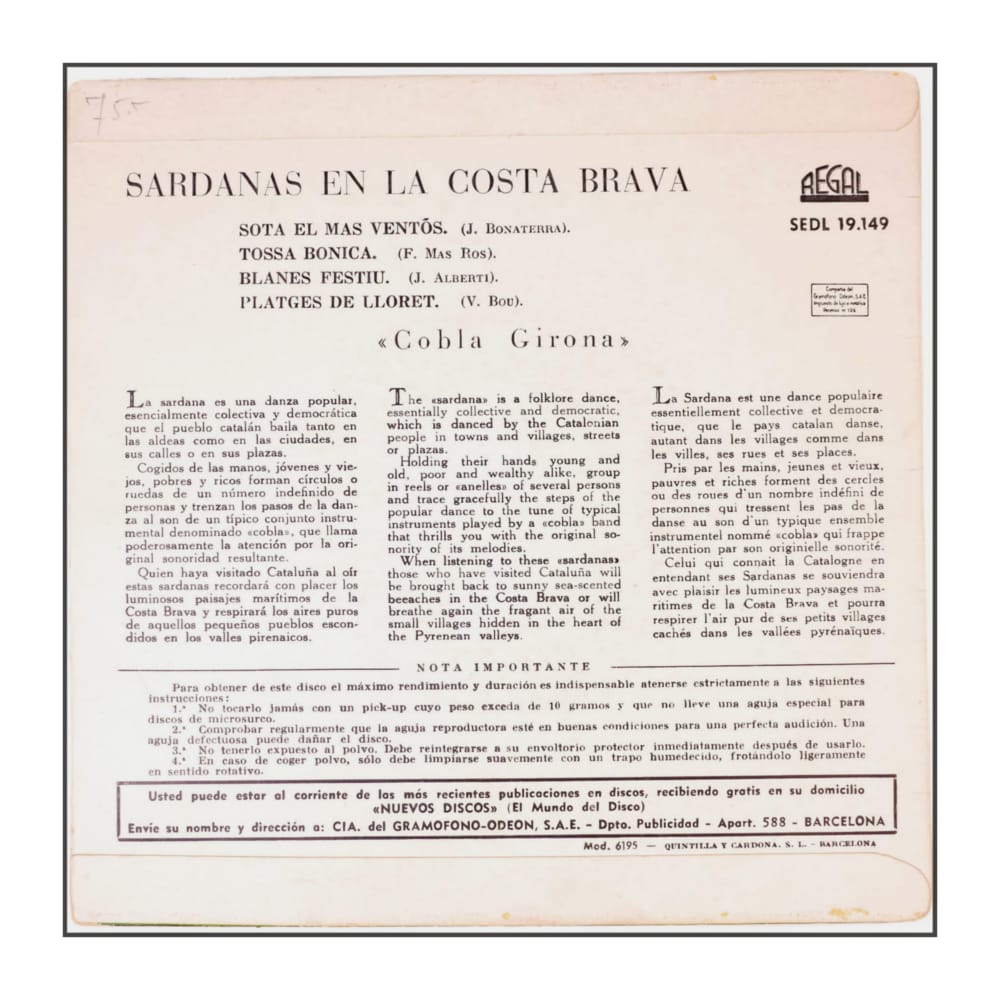 75.-
SARDANAS EN LA COSTA BRAVA
REGAL
SEDL 19.149
SOTA EL MAS VENTÓS. (J. BONATERRA).
TOSSA BONICA. (F. MAS ROS).
BLANES FESTIU. (J. ALBERTI).
PLATGES DE LLORET. (V. BOU).
Compañía del
Gramófono Odeon, S.A.E.
Impuesto de lujo a metálico
«Cobla Girona»
La sardana es una danza popular,
esencialmente colectiva y democrática
que el pueblo catalán baila tanto en
las aldeas como en las ciudades, en
sus calles o en sus plazas.
Cogidos de las manos, jóvenes y vie-
jos, pobres y ricos forman círculos o
ruedas de un número indefinido de
personas y trenzan los pasos de la dan-
za al son de un típico conjunto instru-
mental denominado «cobla», que llama
poderosamente la atención por la ori-
ginal sonoridad resultante.
Quien haya visitado Cataluña al oír
estas sardanas recordará con placer los
luminosos paisajes marítimos de la
Costa Brava y respirará los aires puros
de aquellos pequeños pueblos escon-
didos en los valles pirenaicos.
The «sardana» is a folklore dance,
essentially collective and democratic,
which is danced by the Catalonian
people in towns and villages, streets
or plazas.
Holding their hands young and
old, poor and wealthy alike, group
in reels or «anelles» of several persons
and trace gracefully the steps of the
popular dance to the tune of typical
instruments played by a «cobla» band
that thrills you with the original so-
nority of its melodies.
When listening to these «sardanas»
those who have visited Cataluña will
be brought back to sunny sea-scented
beeaches in the Costa Brava or will
breathe again the fragant air of the
small villages hidden in the heart of
the Pyrenean valleys.
La Sardana est une dance populaire
essentiellement collective et democra-
tique, que le pays catalan danse,
autant dans les villages comme dans
les villes, ses rues et ses places.
Pris par les mains, jeunes et vieux,
pauvres et riches forment des cercles
ou des roues d'un nombre indéfini de
personnes qui tressent les pas de la
danse au son d'un typique ensemble
instrumentel nommé «cobla» qui frappe
l'attention par son originielle sonorité.
Celui qui connait la Catalogne en
entendant ses Sardanas se souviendra
avec plaisir les lumineux paysages ma-
ritimes de la Costa Brava et pourra
respirer l'air pur de ses petits villages
cachés dans les vallées pyrénaïques.
NOTA IMPORTANTE
Para obtener de este disco el máximo rendimiento y duración es indispensable atenerse estrictamente a las siguientes
instrucciones:
1.ª No tocarlo jamás con un pick-up cuyo peso exceda de 10 gramos y que no lleve una aguja especial para
discos de microsurco.
2.ª Comprobar regularmente que la aguja reproductora esté en buenas condiciones para una perfecta audición. Una
aguja defectuosa puede dañar el disco.
3.ª No tenerlo expuesto al polvo. Debe reintegrarse a su envoltorio protector inmediatamente después de usarlo.
4.ª En caso de coger polvo, sólo debe limpiarse suavemente con un trapo humedecido, frotándolo ligeramente
en sentido rotativo.
Usted puede estar al corriente de las más recientes publicaciones en discos, recibiendo gratis en su domicilio
«NUEVOS DISCOS» (El Mundo del Disco)
Envíe su nombre y dirección a: CIA. del GRAMOFONO-ODEON, S.A.E. - Dpto. Publicidad - Apart. 588 - BARCELONA
Mod. 6195 — QUINTILLA Y CARDONA. S. L. - BARCELONA